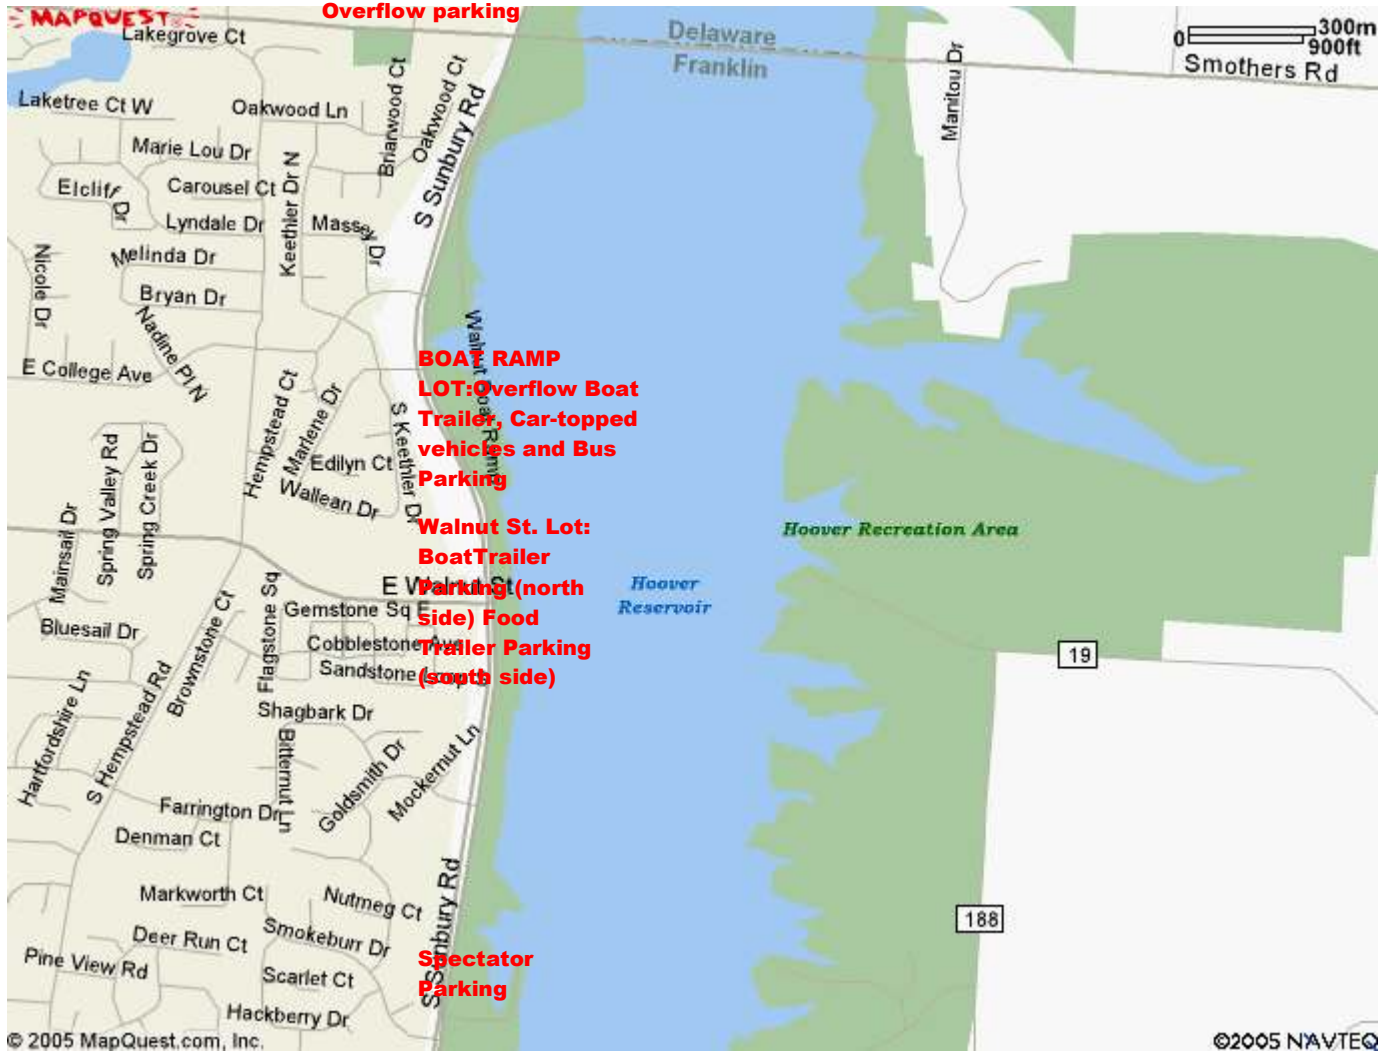 MAPQUEST
Overflow parking
Lakegrove Ct
Delaware
Franklin
0 300m
900ft
Smothers Rd
Manitou Dr
Laketree Ct W
Oakwood Ln
Briarwood Ct
Oakwood Ct
S Sunbury Rd
Marie Lou Dr
Elcliff Dr
Carousel Ct
Keethler Dr N
Lyndale Dr
Massey Dr
Nicole Dr
Melinda Dr
Bryan Dr
Nadine Pl N
E College Ave
Walnut Boat Ramp
BOAT RAMP
LOT:Overflow Boat
Trailer, Car-topped
vehicles and Bus
Parking
Hempstead Ct
Marlene Dr
S Keethler Dr
Edilyn Ct
Wallean Dr
Spring Valley Rd
Spring Creek Dr
Mainsail Dr
Walnut St. Lot:
BoatTrailer
Parking (north
side) Food
Trailer Parking
(south side)
Hoover Recreation Area
Hoover
Reservoir
E Walnut St
Gemstone Sq E
Cobblestone Ave
Sandstone Loop S
Flagstone Sq
Brownstone Ct
Bluesail Dr
19
Hartfordshire Ln
S Hempstead Rd
Shagbark Dr
Bitternut Ln
Goldsmith Dr
Mockernut Ln
Farrington Dr
Denman Ct
Markworth Ct
Nutmeg Ct
S Sunbury Rd
188
Deer Run Ct
Smokeburr Dr
Pine View Rd
Scarlet Ct
Spectator
Parking
Hackberry Dr
© 2005 MapQuest.com, Inc.
©2005 NAVTEQ